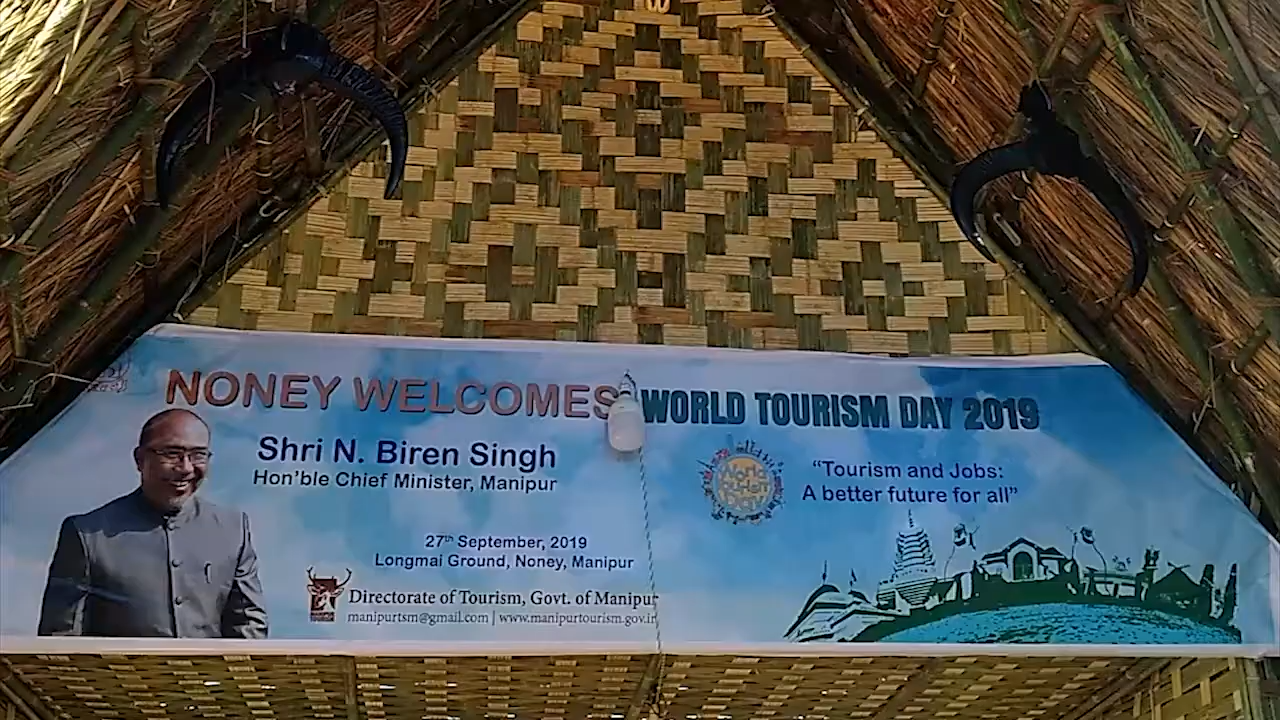 NONEY WELCOMES
Shri N. Biren Singh
Hon'ble Chief Minister, Manipur
27th September, 2019
Longmai Ground, Noney, Manipur
Directorate of Tourism, Govt. of Manipur
manipurtsm@gmail.com | www.manipurtourism.gov.in
WORLD TOURISM DAY 2019
World
Day
“Tourism and Jobs:
A better future for all”